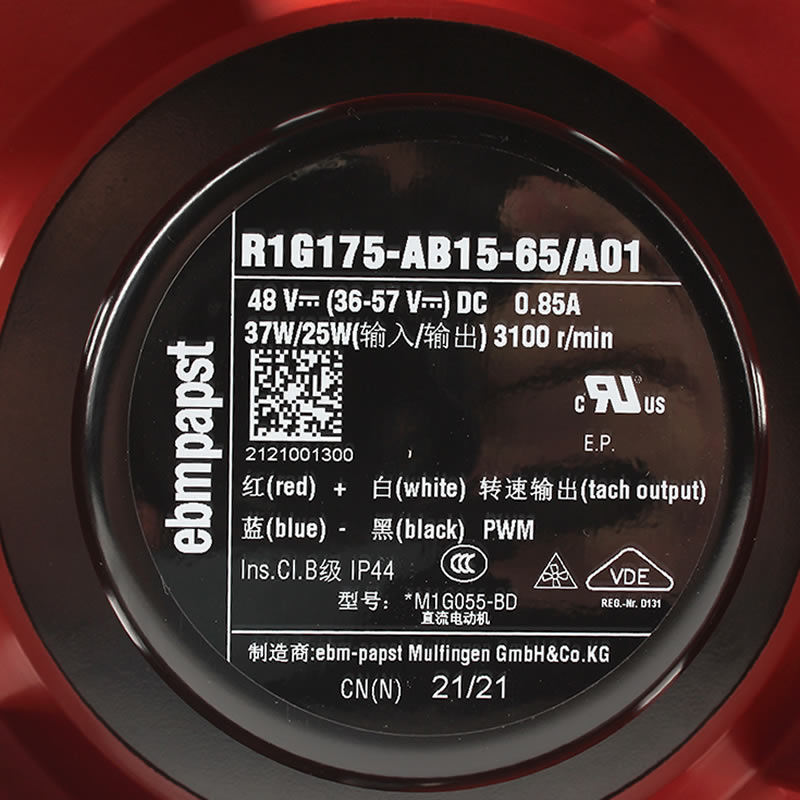 ebmpapst
R1G175-AB15-65/A01
48 V⎓ (36-57 V⎓) DC 0.85A
37W/25W(输入/输出) 3100 r/min
c RU US
E.P.
2121001300
红(red) + 白(white) 转速输出(tach output)
蓝(blue) - 黑(black) PWM
Ins.Cl.B级 IP44
CCC
VDE
REG.-Nr. D131
型号: *M1G055-BD
直流电动机
制造商:ebm-papst Mulfingen GmbH&Co.KG
CN(N) 21/21